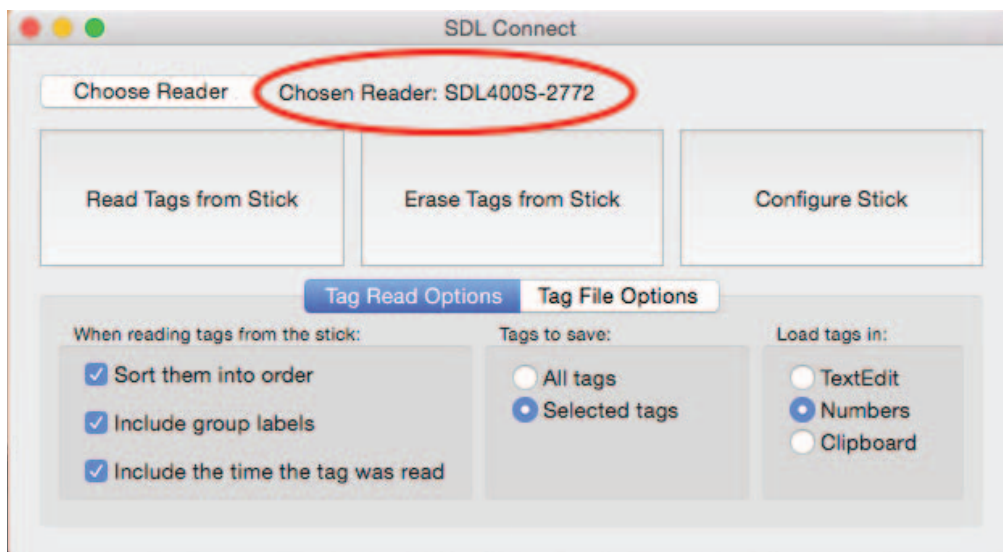 SDL Connect
Choose Reader
Chosen Reader: SDL400S-2772
Read Tags from Stick
Erase Tags from Stick
Configure Stick
Tag Read Options
Tag File Options
When reading tags from the stick:
Sort them into order
Include group labels
Include the time the tag was read
Tags to save:
All tags
Selected tags
Load tags in:
TextEdit
Numbers
Clipboard